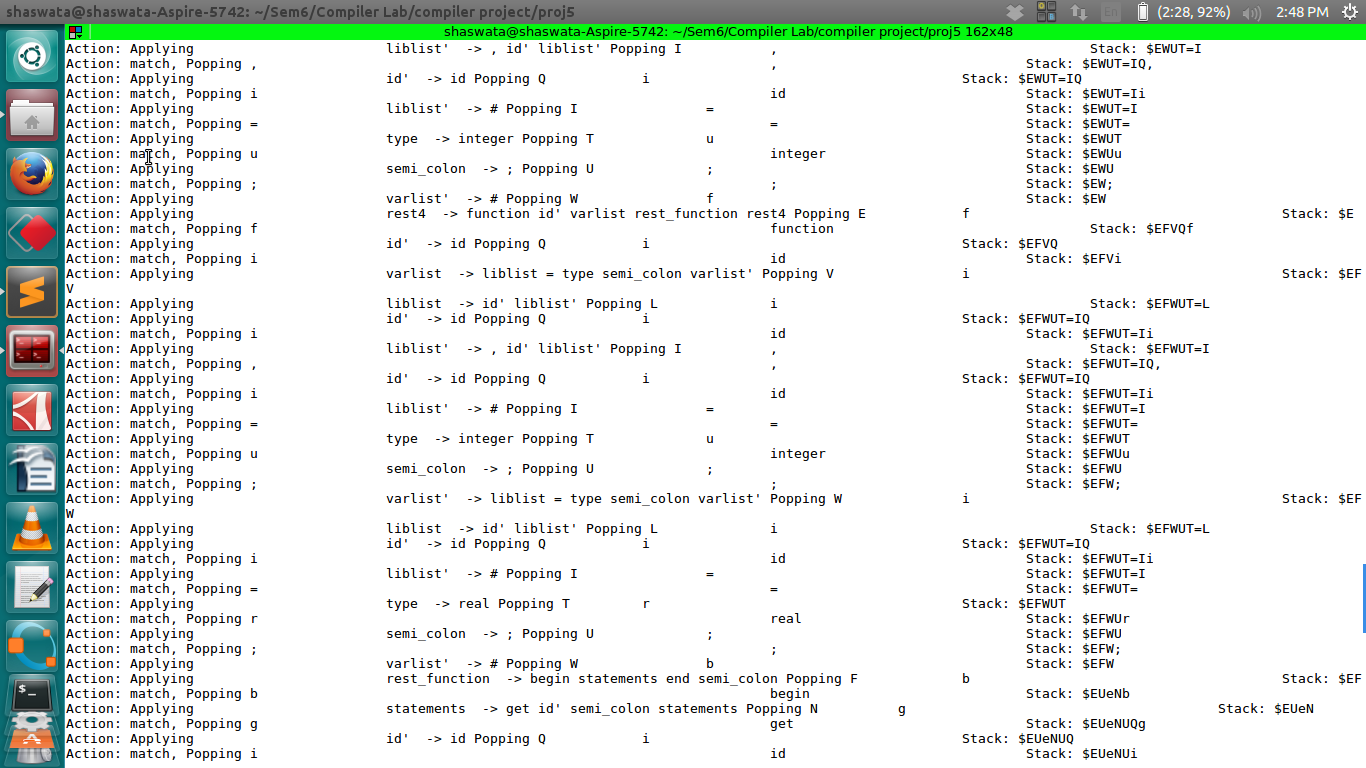 shaswata@shaswata-Aspire-5742: ~/Sem6/Compiler Lab/compiler project/proj5 En (2:28, 92%) 2:48 PM
shaswata@shaswata-Aspire-5742: ~/Sem6/Compiler Lab/compiler project/proj5 162x48
Action: Applying liblist' -> , id' liblist' Popping I , Stack: $EWUT=I
Action: match, Popping , , Stack: $EWUT=IQ,
Action: Applying id' -> id Popping Q i Stack: $EWUT=IQ
Action: match, Popping i id Stack: $EWUT=Ii
Action: Applying liblist' -> # Popping I = Stack: $EWUT=I
Action: match, Popping = = Stack: $EWUT=
Action: Applying type -> integer Popping T u Stack: $EWUT
Action: match, Popping u integer Stack: $EWUu
Action: Applying semi_colon -> ; Popping U ; Stack: $EWU
Action: match, Popping ; ; Stack: $EW;
Action: Applying varlist' -> # Popping W f Stack: $EW
Action: Applying rest4 -> function id' varlist rest_function rest4 Popping E f Stack: $E
Action: match, Popping f function Stack: $EFVQf
Action: Applying id' -> id Popping Q i Stack: $EFVQ
Action: match, Popping i id Stack: $EFVi
Action: Applying varlist -> liblist = type semi_colon varlist' Popping V i Stack: $EF
V
Action: Applying liblist -> id' liblist' Popping L i Stack: $EFWUT=L
Action: Applying id' -> id Popping Q i Stack: $EFWUT=IQ
Action: match, Popping i id Stack: $EFWUT=Ii
Action: Applying liblist' -> , id' liblist' Popping I , Stack: $EFWUT=I
Action: match, Popping , , Stack: $EFWUT=IQ,
Action: Applying id' -> id Popping Q i Stack: $EFWUT=IQ
Action: match, Popping i id Stack: $EFWUT=Ii
Action: Applying liblist' -> # Popping I = Stack: $EFWUT=I
Action: match, Popping = = Stack: $EFWUT=
Action: Applying type -> integer Popping T u Stack: $EFWUT
Action: match, Popping u integer Stack: $EFWUu
Action: Applying semi_colon -> ; Popping U ; Stack: $EFWU
Action: match, Popping ; ; Stack: $EFW;
Action: Applying varlist' -> liblist = type semi_colon varlist' Popping W i Stack: $EF
W
Action: Applying liblist -> id' liblist' Popping L i Stack: $EFWUT=L
Action: Applying id' -> id Popping Q i Stack: $EFWUT=IQ
Action: match, Popping i id Stack: $EFWUT=Ii
Action: Applying liblist' -> # Popping I = Stack: $EFWUT=I
Action: match, Popping = = Stack: $EFWUT=
Action: Applying type -> real Popping T r Stack: $EFWUT
Action: match, Popping r real Stack: $EFWUr
Action: Applying semi_colon -> ; Popping U ; Stack: $EFWU
Action: match, Popping ; ; Stack: $EFW;
Action: Applying varlist' -> # Popping W b Stack: $EFW
Action: Applying rest_function -> begin statements end semi_colon Popping F b Stack: $EF
Action: match, Popping b begin Stack: $EUeNb
Action: Applying statements -> get id' semi_colon statements Popping N g Stack: $EUeN
Action: match, Popping g get Stack: $EUeNUQg
Action: Applying id' -> id Popping Q i Stack: $EUeNUQ
Action: match, Popping i id Stack: $EUeNUi